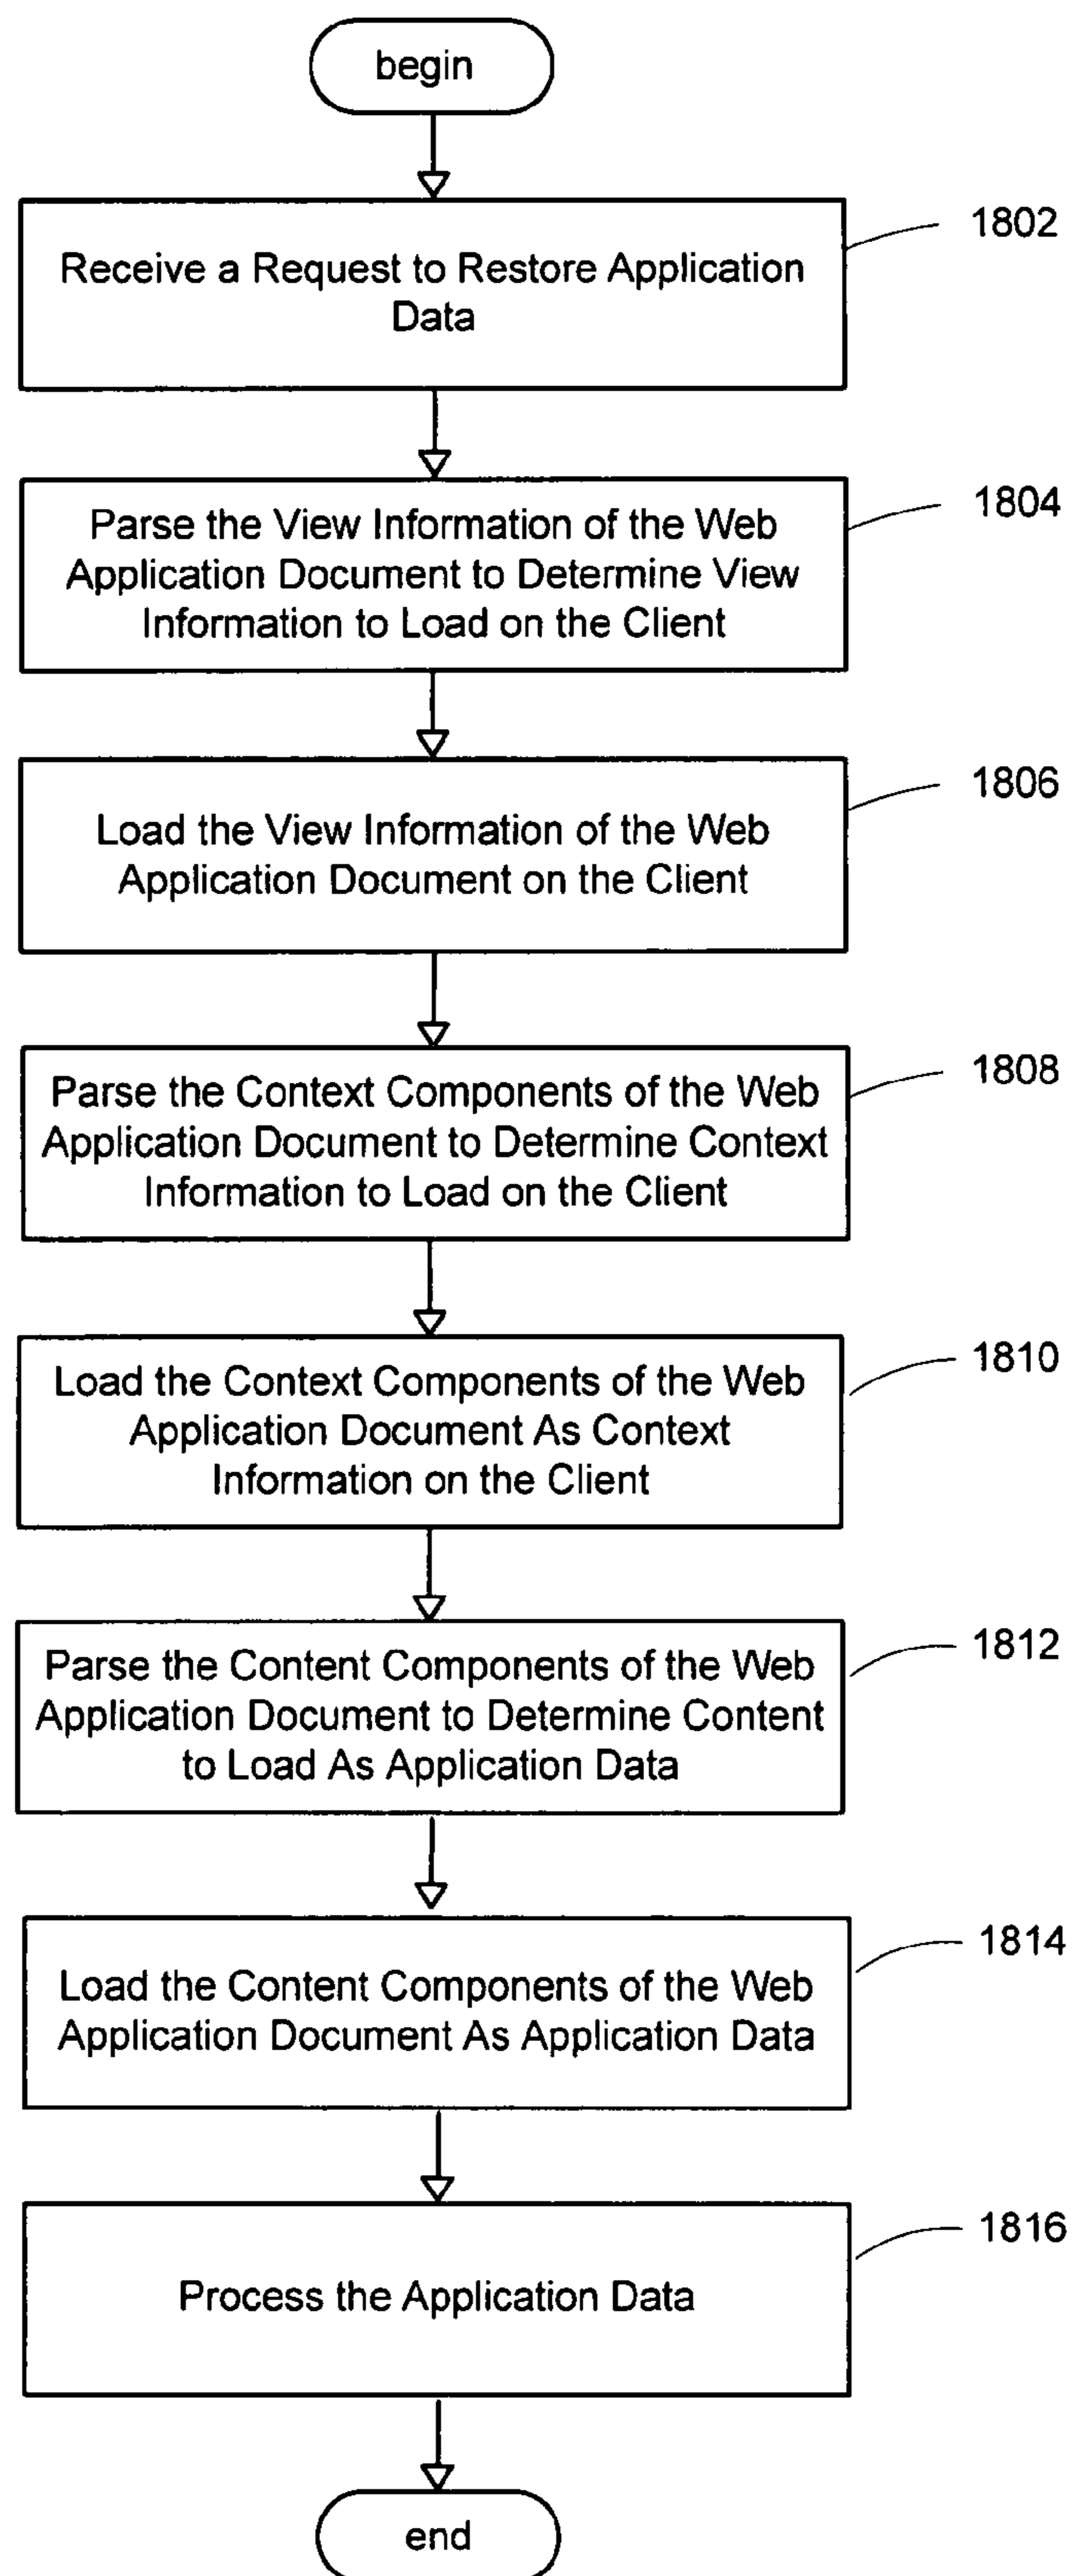 begin
1802
Receive a Request to Restore Application
Data
1804
Parse the View Information of the Web
Application Document to Determine View
Information to Load on the Client
1806
Load the View Information of the Web
Application Document on the Client
1808
Parse the Context Components of the Web
Application Document to Determine Context
Information to Load on the Client
1810
Load the Context Components of the Web
Application Document As Context
Information on the Client
1812
Parse the Content Components of the Web
Application Document to Determine Content
to Load As Application Data
1814
Load the Content Components of the Web
Application Document As Application Data
1816
Process the Application Data
end